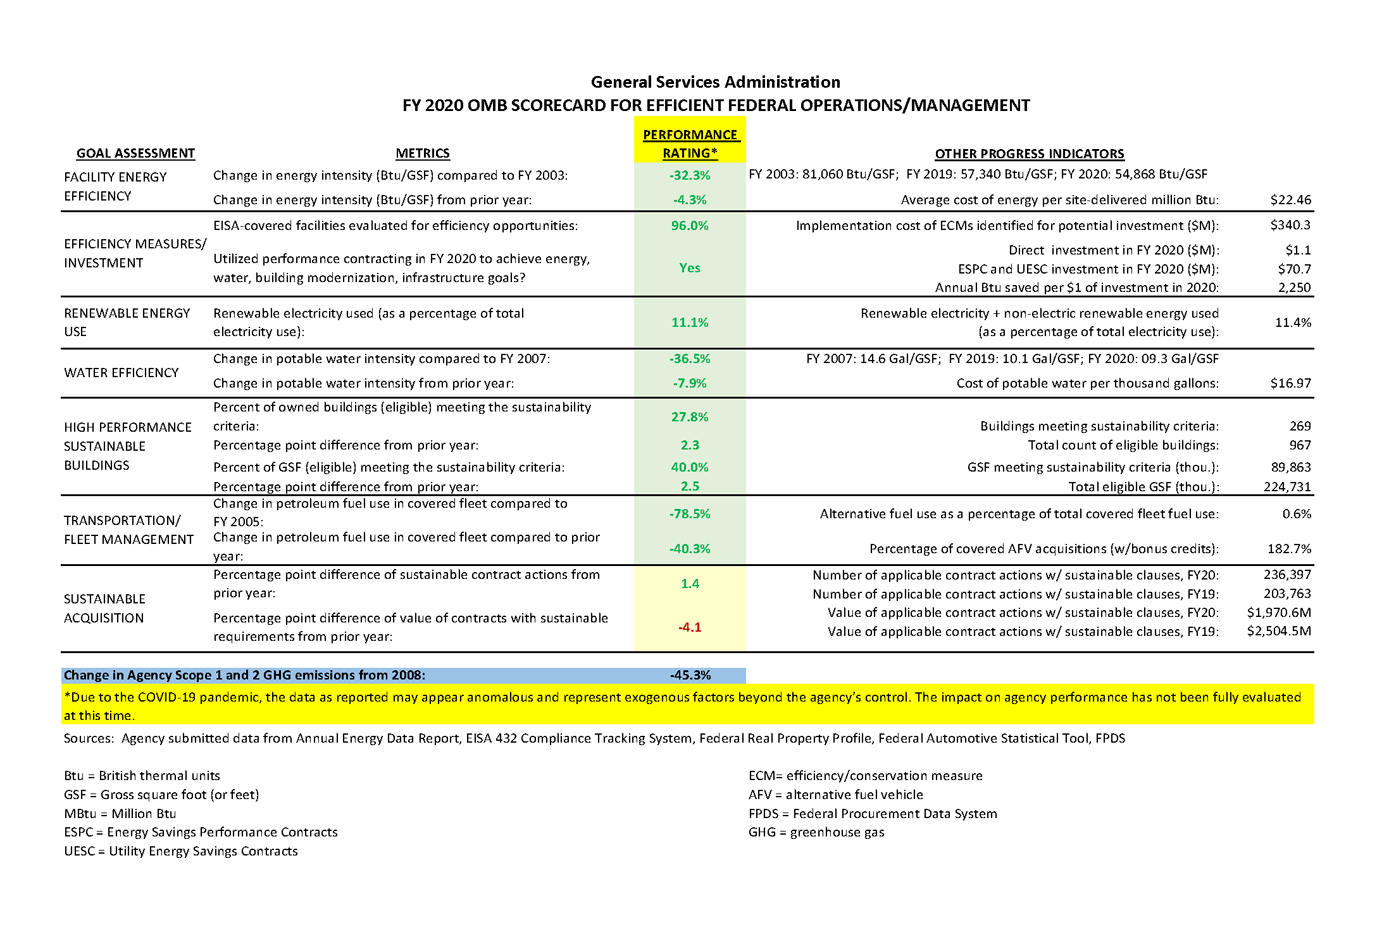 General Services Administration
FY 2020 OMB SCORECARD FOR EFFICIENT FEDERAL OPERATIONS/MANAGEMENT
GOAL ASSESSMENT METRICS PERFORMANCE RATING* OTHER PROGRESS INDICATORS
FACILITY ENERGY EFFICIENCY
Change in energy intensity (Btu/GSF) compared to FY 2003: -32.3% FY 2003: 81,060 Btu/GSF; FY 2019: 57,340 Btu/GSF; FY 2020: 54,868 Btu/GSF
Change in energy intensity (Btu/GSF) from prior year: -4.3% Average cost of energy per site-delivered million Btu: $22.46
EFFICIENCY MEASURES/
INVESTMENT
EISA-covered facilities evaluated for efficiency opportunities: 96.0% Implementation cost of ECMs identified for potential investment ($M): $340.3
Utilized performance contracting in FY 2020 to achieve energy,
water, building modernization, infrastructure goals? Yes
Direct investment in FY 2020 ($M): $1.1
ESPC and UESC investment in FY 2020 ($M): $70.7
Annual Btu saved per $1 of investment in 2020: 2,250
RENEWABLE ENERGY
USE
Renewable electricity used (as a percentage of total
electricity use): 11.1%
Renewable electricity + non-electric renewable energy used
(as a percentage of total electricity use): 11.4%
WATER EFFICIENCY
Change in potable water intensity compared to FY 2007: -36.5% FY 2007: 14.6 Gal/GSF; FY 2019: 10.1 Gal/GSF; FY 2020: 09.3 Gal/GSF
Change in potable water intensity from prior year: -7.9% Cost of potable water per thousand gallons: $16.97
HIGH PERFORMANCE
SUSTAINABLE
BUILDINGS
Percent of owned buildings (eligible) meeting the sustainability
criteria: 27.8% Buildings meeting sustainability criteria: 269
Percentage point difference from prior year: 2.3 Total count of eligible buildings: 967
Percent of GSF (eligible) meeting the sustainability criteria: 40.0% GSF meeting sustainability criteria (thou.): 89,863
Percentage point difference from prior year: 2.5 Total eligible GSF (thou.): 224,731
TRANSPORTATION/
FLEET MANAGEMENT
Change in petroleum fuel use in covered fleet compared to
FY 2005: -78.5% Alternative fuel use as a percentage of total covered fleet fuel use: 0.6%
Change in petroleum fuel use in covered fleet compared to prior
year: -40.3% Percentage of covered AFV acquisitions (w/bonus credits): 182.7%
SUSTAINABLE
ACQUISITION
Percentage point difference of sustainable contract actions from
prior year: 1.4
Number of applicable contract actions w/ sustainable clauses, FY20: 236,397
Number of applicable contract actions w/ sustainable clauses, FY19: 203,763
Percentage point difference of value of contracts with sustainable
requirements from prior year: -4.1
Value of applicable contract actions w/ sustainable clauses, FY20: $1,970.6M
Value of applicable contract actions w/ sustainable clauses, FY19: $2,504.5M
Change in Agency Scope 1 and 2 GHG emissions from 2008: -45.3%
*Due to the COVID-19 pandemic, the data as reported may appear anomalous and represent exogenous factors beyond the agency's control. The impact on agency performance has not been fully evaluated
at this time.
Sources: Agency submitted data from Annual Energy Data Report, EISA 432 Compliance Tracking System, Federal Real Property Profile, Federal Automotive Statistical Tool, FPDS
Btu = British thermal units
GSF = Gross square foot (or feet)
MBtu = Million Btu
ESPC = Energy Savings Performance Contracts
UESC = Utility Energy Savings Contracts
ECM= efficiency/conservation measure
AFV = alternative fuel vehicle
FPDS = Federal Procurement Data System
GHG = greenhouse gas